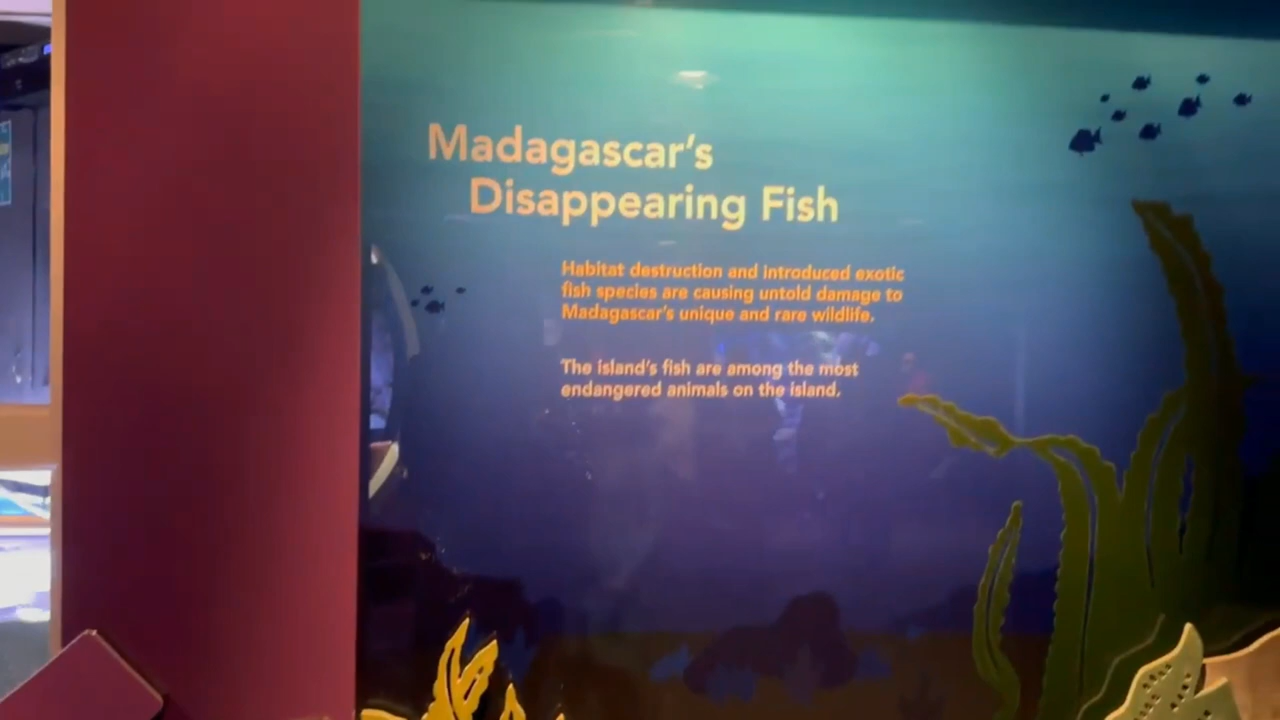 Madagascar's
Disappearing Fish
Habitat destruction and introduced exotic
fish species are causing untold damage to
Madagascar's unique and rare wildlife.
The island's fish are among the most
endangered animals on the island.